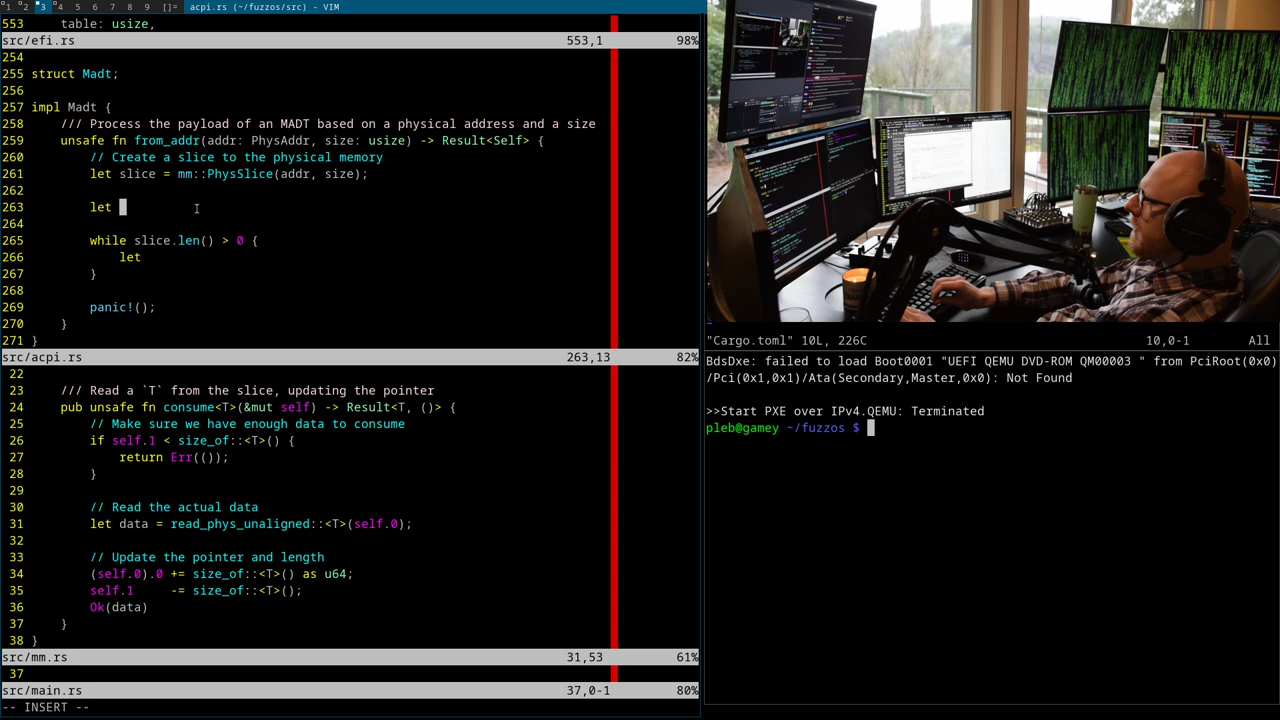 1 2 3 4 5 6 7 8 9 []= acpi.rs (~/fuzzos/src) - VIM
553     table: usize,
src/efi.rs 553,1 98%
254
255 struct Madt;
256
257 impl Madt {
258     /// Process the payload of an MADT based on a physical address and a size
259     unsafe fn from_addr(addr: PhysAddr, size: usize) -> Result<Self> {
260         // Create a slice to the physical memory
261         let slice = mm::PhysSlice(addr, size);
262
263         let
264
265         while slice.len() > 0 {
266             let
267         }
268
269         panic!();
270     }
271 }
src/acpi.rs 263,13 82%
22
23     /// Read a `T` from the slice, updating the pointer
24     pub unsafe fn consume<T>(&mut self) -> Result<T, ()> {
25         // Make sure we have enough data to consume
26         if self.1 < size_of::<T>() {
27             return Err(());
28         }
29
30         // Read the actual data
31         let data = read_phys_unaligned::<T>(self.0);
32
33         // Update the pointer and length
34         (self.0).0 += size_of::<T>() as u64;
35         self.1     -= size_of::<T>();
36         Ok(data)
37     }
38 }
src/mm.rs 31,53 61%
37
src/main.rs 37,0-1 80%
-- INSERT --
"Cargo.toml" 10L, 226C 10,0-1 All
BdsDxe: failed to load Boot0001 "UEFI QEMU DVD-ROM QM00003 " from PciRoot(0x0)
/Pci(0x1,0x1)/Ata(Secondary,Master,0x0): Not Found
>>Start PXE over IPv4.QEMU: Terminated
pleb@gamey ~/fuzzos $